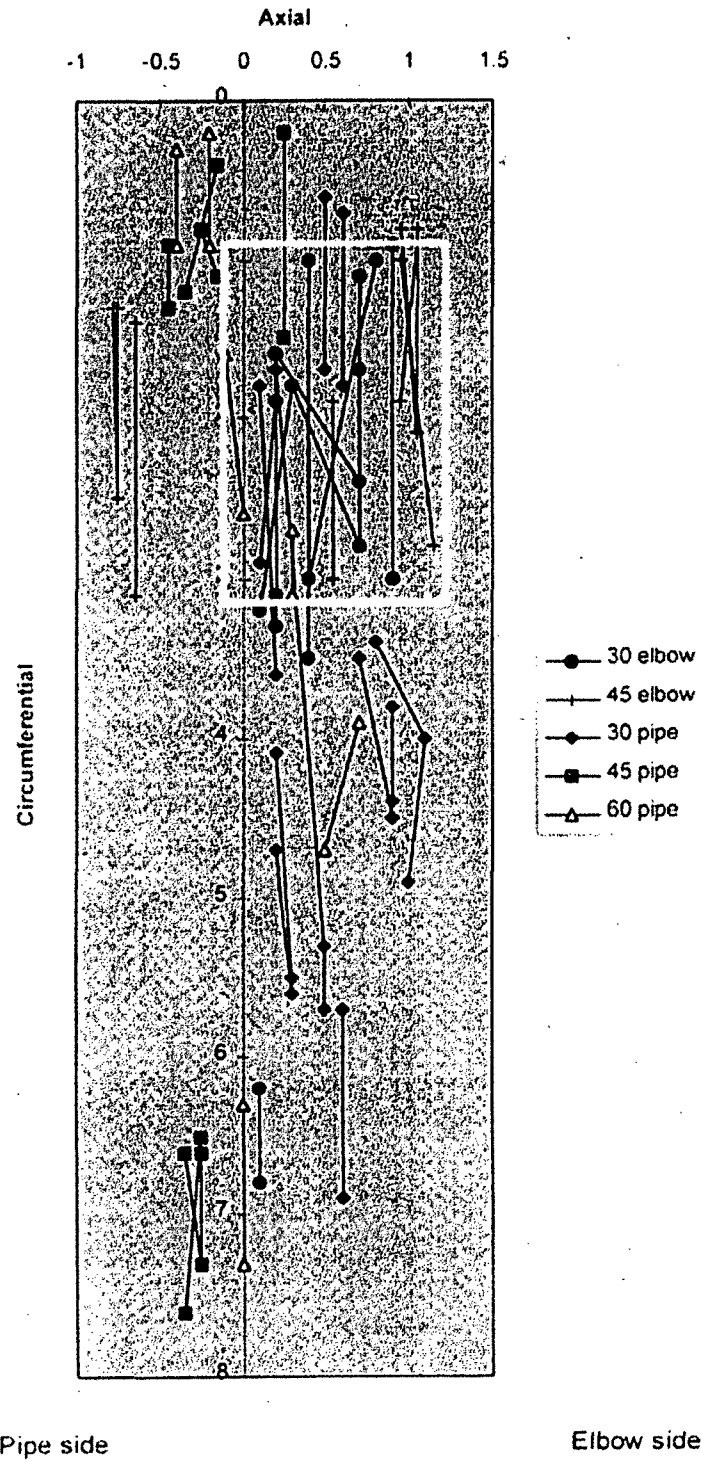 Axial
-1 -0.5 0 0.5 1 1.5
0
Circumferential
4
5
6
7
8
30 elbow
45 elbow
30 pipe
45 pipe
60 pipe
Pipe side
Elbow side